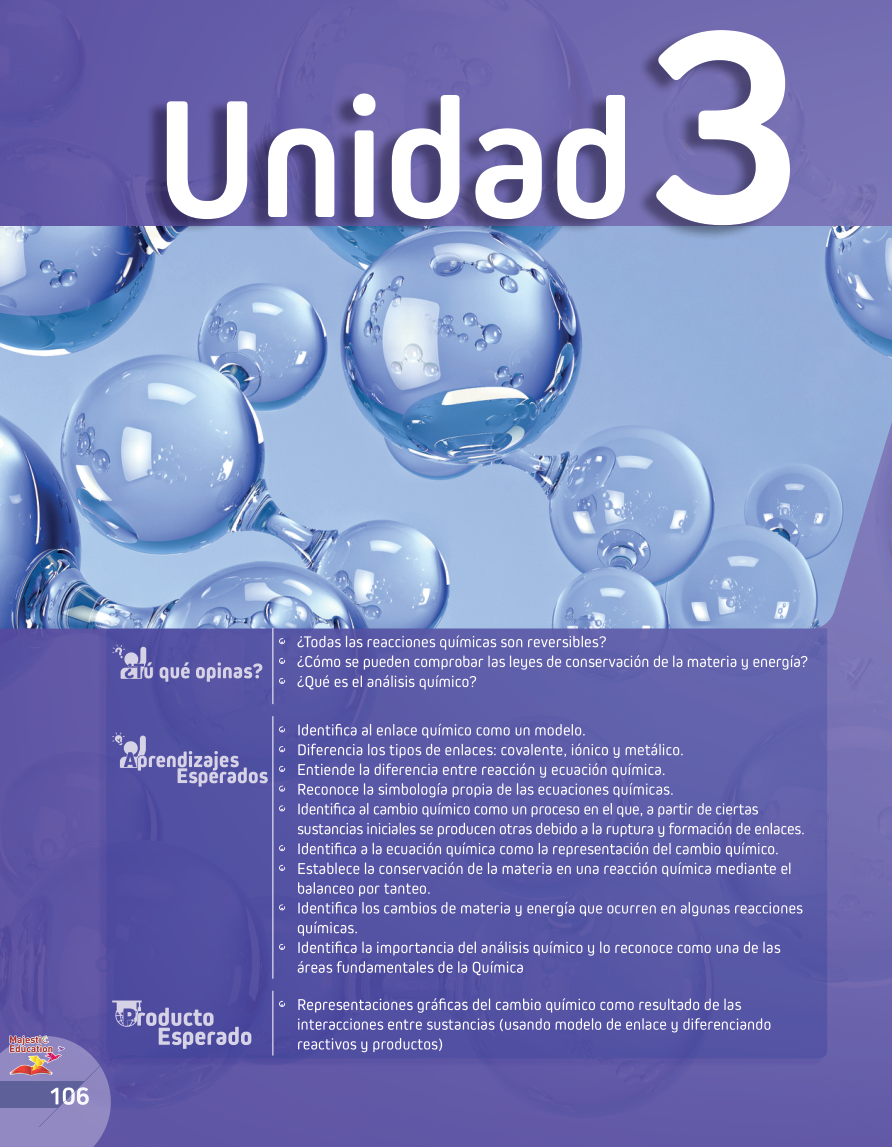 Unidad 3
¿Tú qué opinas?
¿Todas las reacciones químicas son reversibles?
¿Cómo se pueden comprobar las leyes de conservación de la materia y energía?
¿Qué es el análisis químico?
Aprendizajes
Esperados
Identifica al enlace químico como un modelo.
Diferencia los tipos de enlaces: covalente, iónico y metálico.
Entiende la diferencia entre reacción y ecuación química.
Reconoce la simbología propia de las ecuaciones químicas.
Identifica al cambio químico como un proceso en el que, a partir de ciertas
sustancias iniciales se producen otras debido a la ruptura y formación de enlaces.
Identifica a la ecuación química como la representación del cambio químico.
Establece la conservación de la materia en una reacción química mediante el
balanceo por tanteo.
Identifica los cambios de materia y energía que ocurren en algunas reacciones
químicas.
Identifica la importancia del análisis químico y lo reconoce como una de las
áreas fundamentales de la Química
Producto
Esperado
Representaciones gráficas del cambio químico como resultado de las
interacciones entre sustancias (usando modelo de enlace y diferenciando
reactivos y productos)
Majestic
Education
106